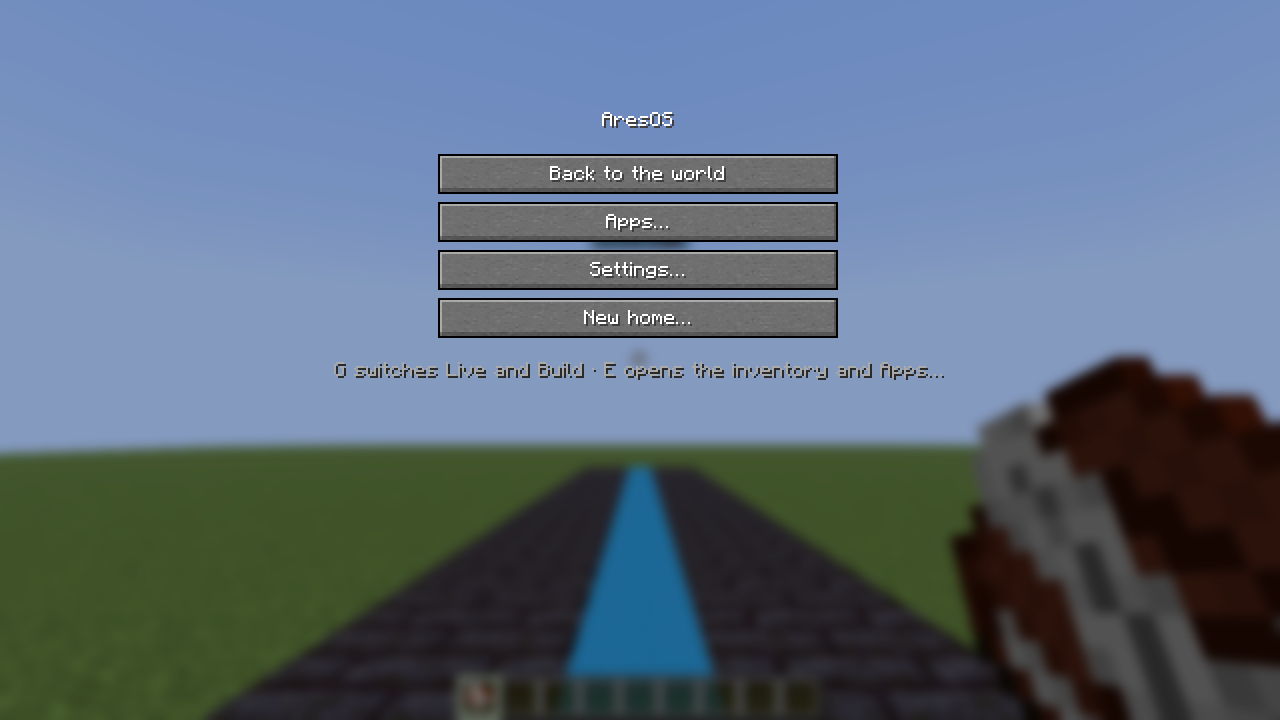 AresOS
Back to the world
Apps...
Settings...
New home...
G switches Live and Build · E opens the inventory and Apps...